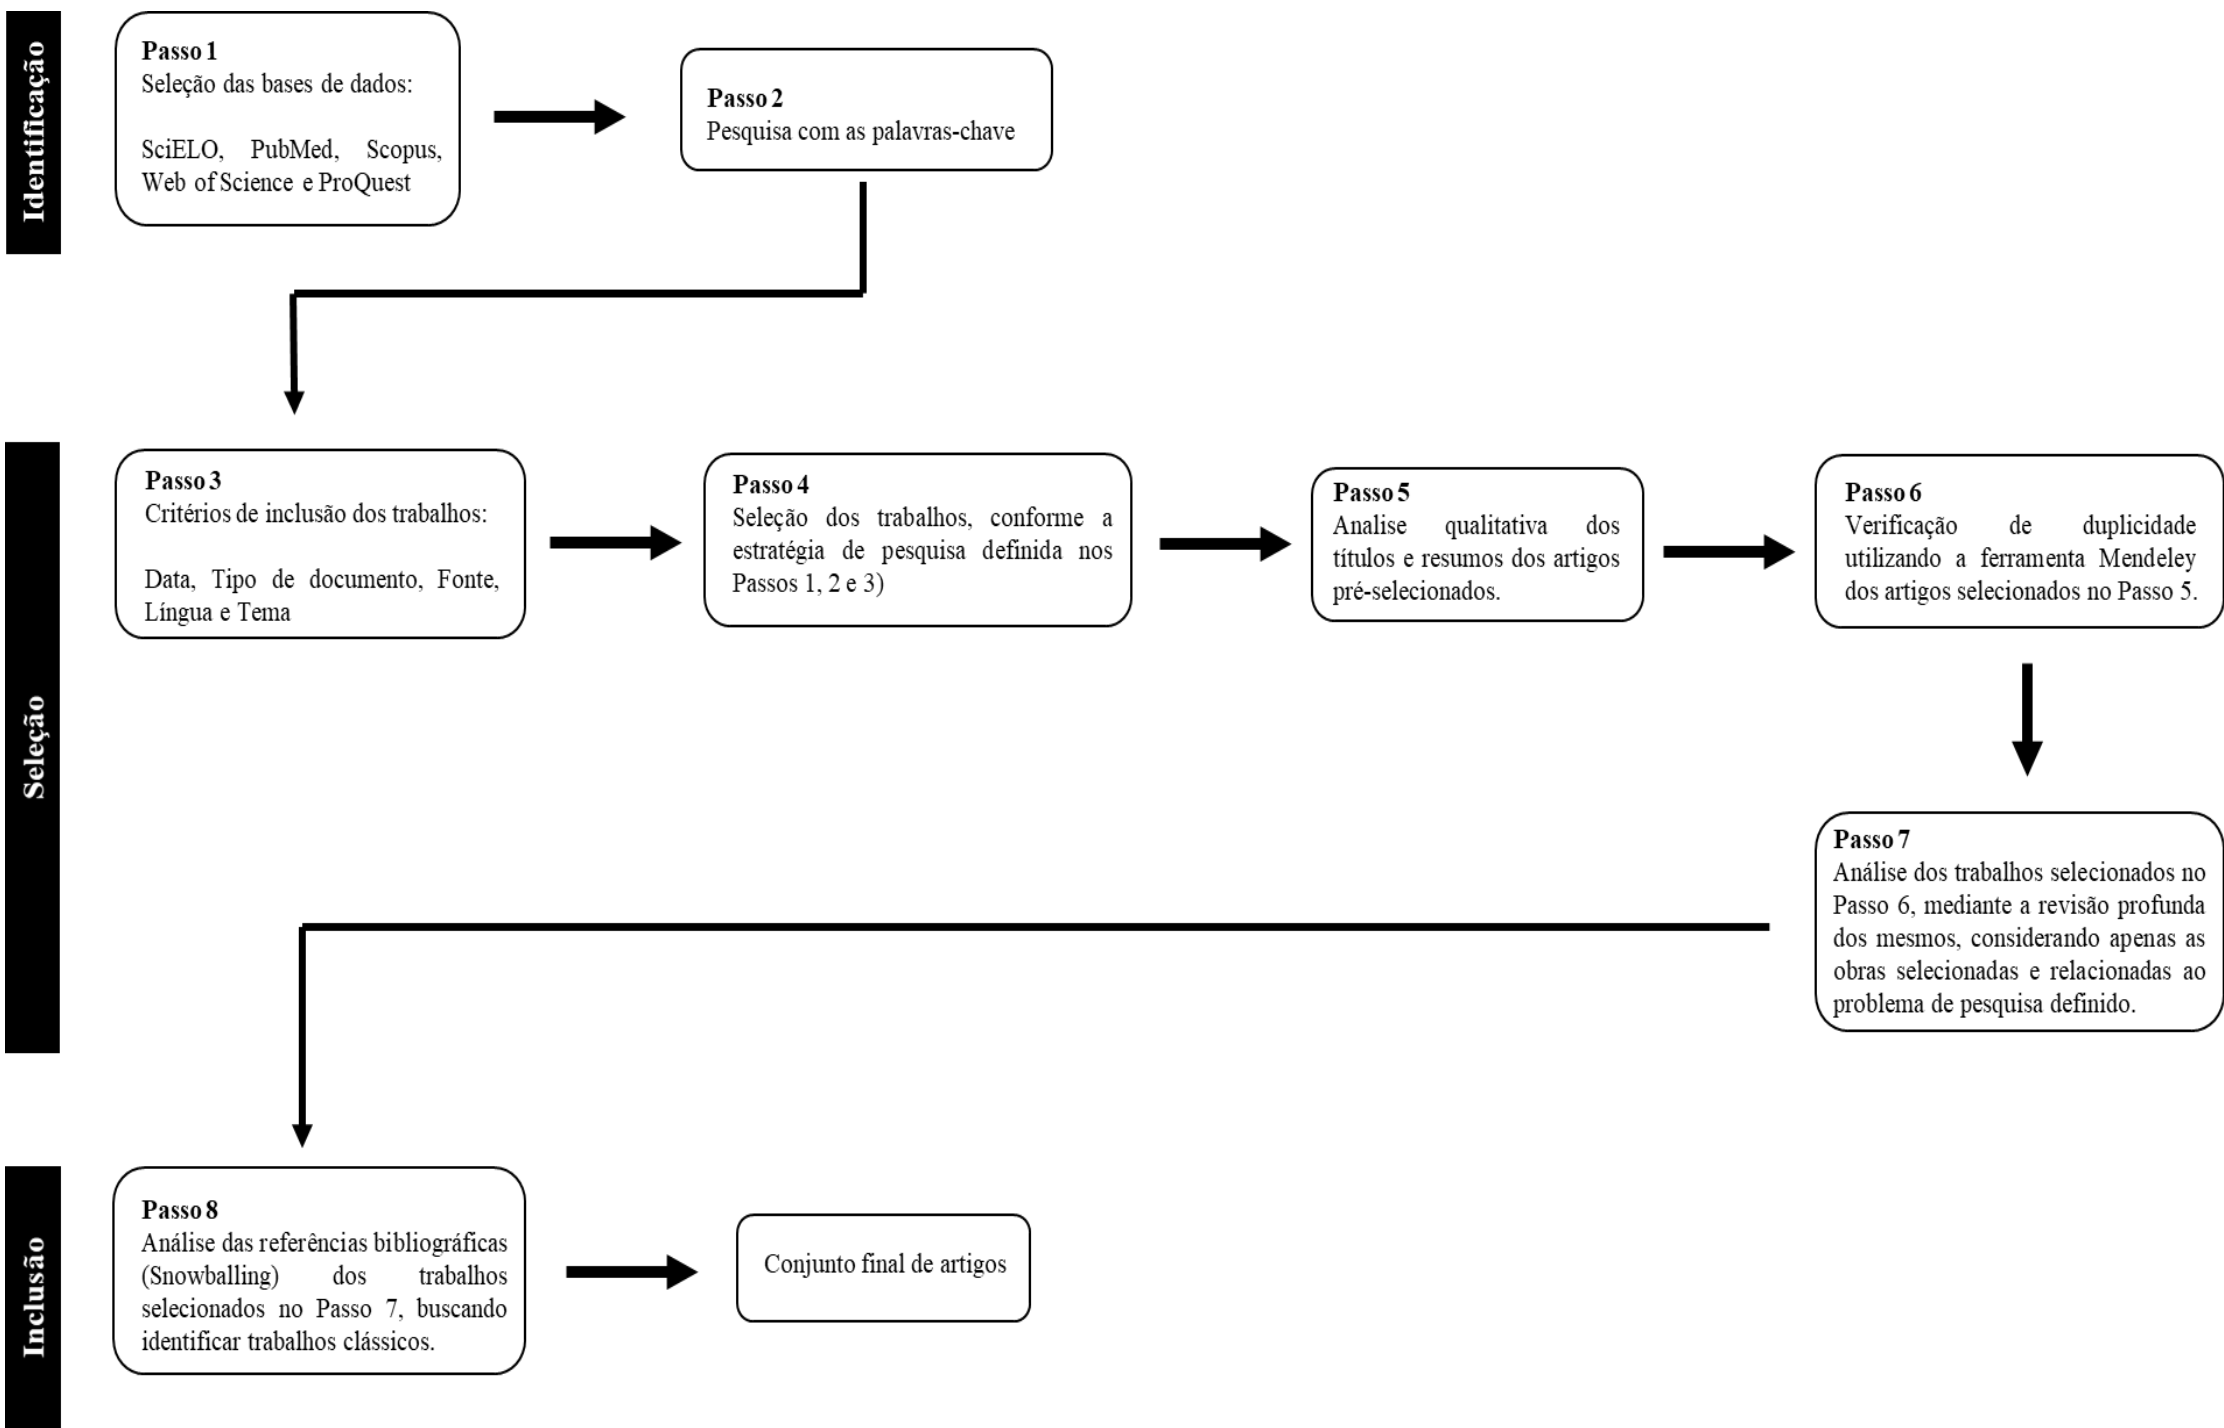 Identificação
Passo 1
Seleção das bases de dados:
SciELO, PubMed, Scopus,
Web of Science e ProQuest
Passo 2
Pesquisa com as palavras-chave
Seleção
Passo 3
Critérios de inclusão dos trabalhos:
Data, Tipo de documento, Fonte,
Língua e Tema
Passo 4
Seleção dos trabalhos, conforme a
estratégia de pesquisa definida nos
Passos 1, 2 e 3)
Passo 5
Analise qualitativa dos
títulos e resumos dos artigos
pré-selecionados.
Passo 6
Verificação de duplicidade
utilizando a ferramenta Mendeley
dos artigos selecionados no Passo 5.
Passo 7
Análise dos trabalhos selecionados no
Passo 6, mediante a revisão profunda
dos mesmos, considerando apenas as
obras selecionadas e relacionadas ao
problema de pesquisa definido.
Inclusão
Passo 8
Análise das referências bibliográficas
(Snowballing) dos trabalhos
selecionados no Passo 7, buscando
identificar trabalhos clássicos.
Conjunto final de artigos